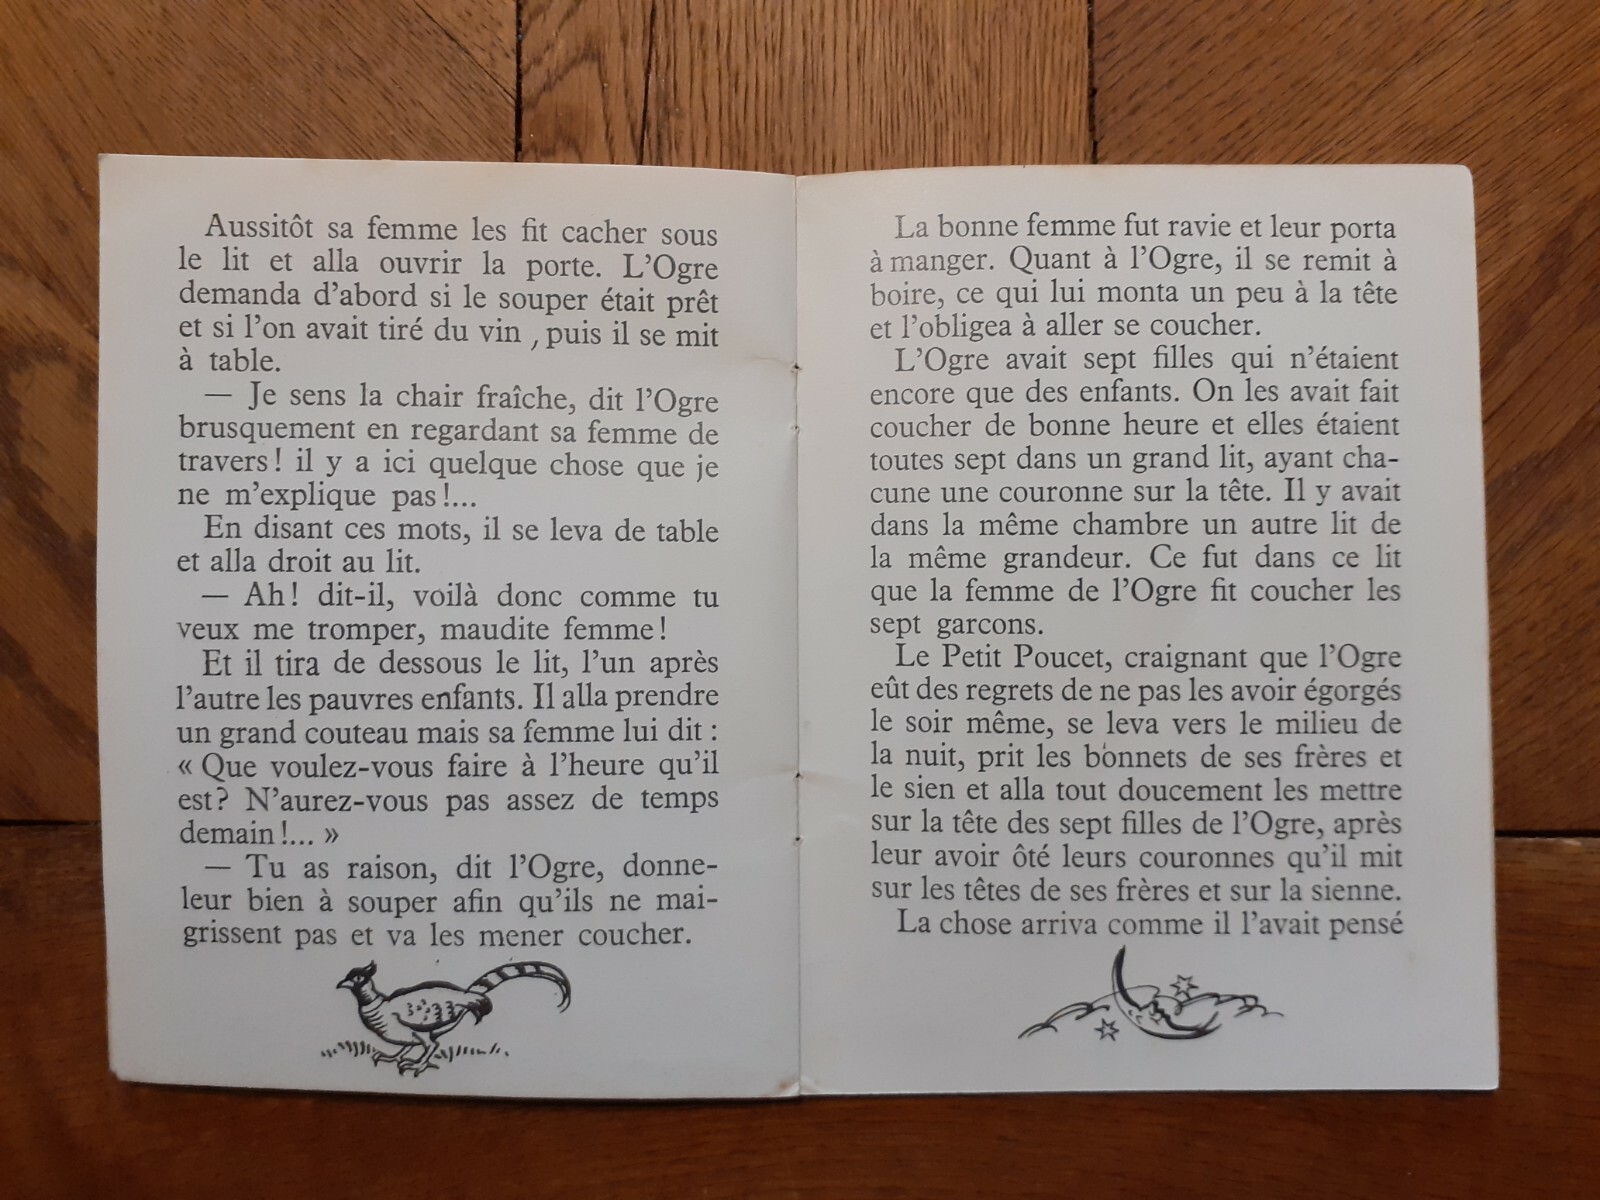 Aussitôt sa femme les fit cacher sous
le lit et alla ouvrir la porte. L'Ogre
demanda d'abord si le souper était prêt
et si l'on avait tiré du vin , puis il se mit
à table.
— Je sens la chair fraîche, dit l'Ogre
brusquement en regardant sa femme de
travers! il y a ici quelque chose que je
ne m'explique pas!...
En disant ces mots, il se leva de table
et alla droit au lit.
— Ah! dit-il, voilà donc comme tu
veux me tromper, maudite femme!
Et il tira de dessous le lit, l'un après
l'autre les pauvres enfants. Il alla prendre
un grand couteau mais sa femme lui dit :
« Que voulez-vous faire à l'heure qu'il
est? N'aurez-vous pas assez de temps
demain!... »
— Tu as raison, dit l'Ogre, donne-
leur bien à souper afin qu'ils ne mai-
grissent pas et va les mener coucher.
La bonne femme fut ravie et leur porta
à manger. Quant à l'Ogre, il se remit à
boire, ce qui lui monta un peu à la tête
et l'obligea à aller se coucher.
L'Ogre avait sept filles qui n'étaient
encore que des enfants. On les avait fait
coucher de bonne heure et elles étaient
toutes sept dans un grand lit, ayant cha-
cune une couronne sur la tête. Il y avait
dans la même chambre un autre lit de
la même grandeur. Ce fut dans ce lit
que la femme de l'Ogre fit coucher les
sept garcons.
Le Petit Poucet, craignant que l'Ogre
eût des regrets de ne pas les avoir égorgés
le soir même, se leva vers le milieu de
la nuit, prit les bonnets de ses frères et
le sien et alla tout doucement les mettre
sur la tête des sept filles de l'Ogre, après
leur avoir ôté leurs couronnes qu'il mit
sur les têtes de ses frères et sur la sienne.
La chose arriva comme il l'avait pensé